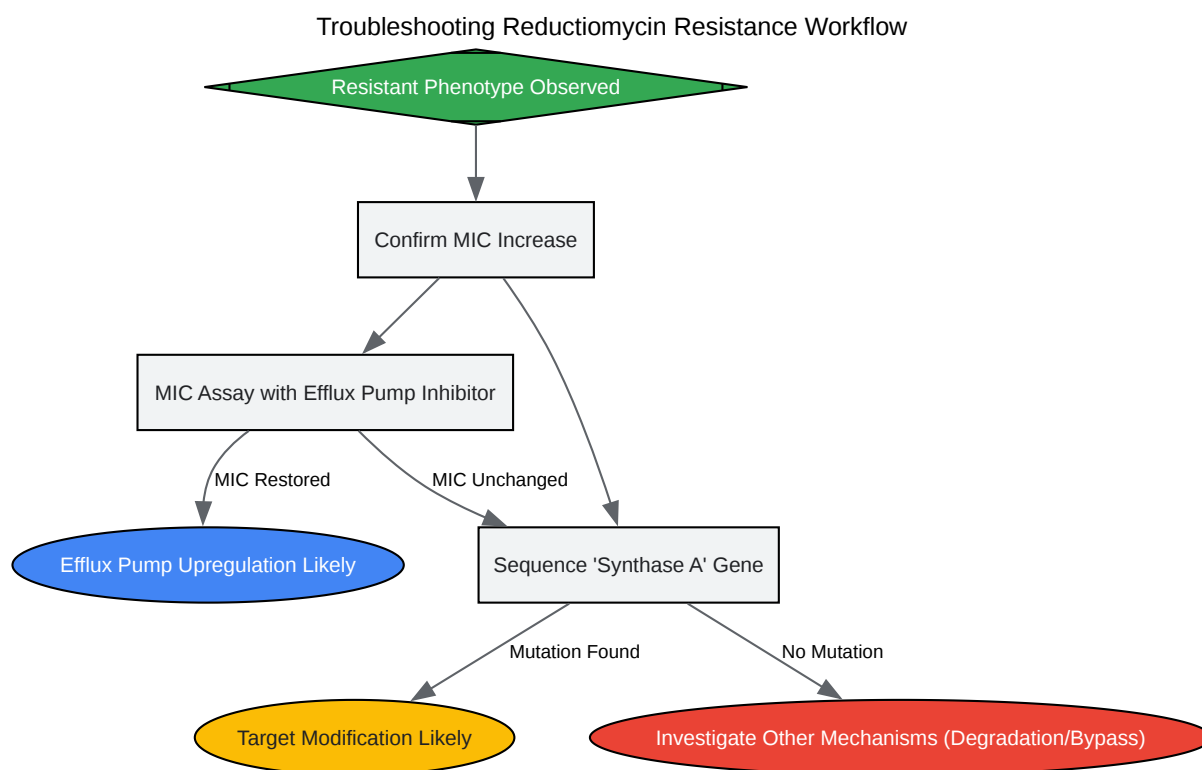 Troubleshooting Reductiomycin Resistance Workflow
Resistant Phenotype Observed
Confirm MIC Increase
MIC Assay with Efflux Pump Inhibitor
MIC Restored
MIC Unchanged
Efflux Pump Upregulation Likely
Sequence 'Synthase A' Gene
Mutation Found
No Mutation
Target Modification Likely
Investigate Other Mechanisms (Degradation/Bypass)